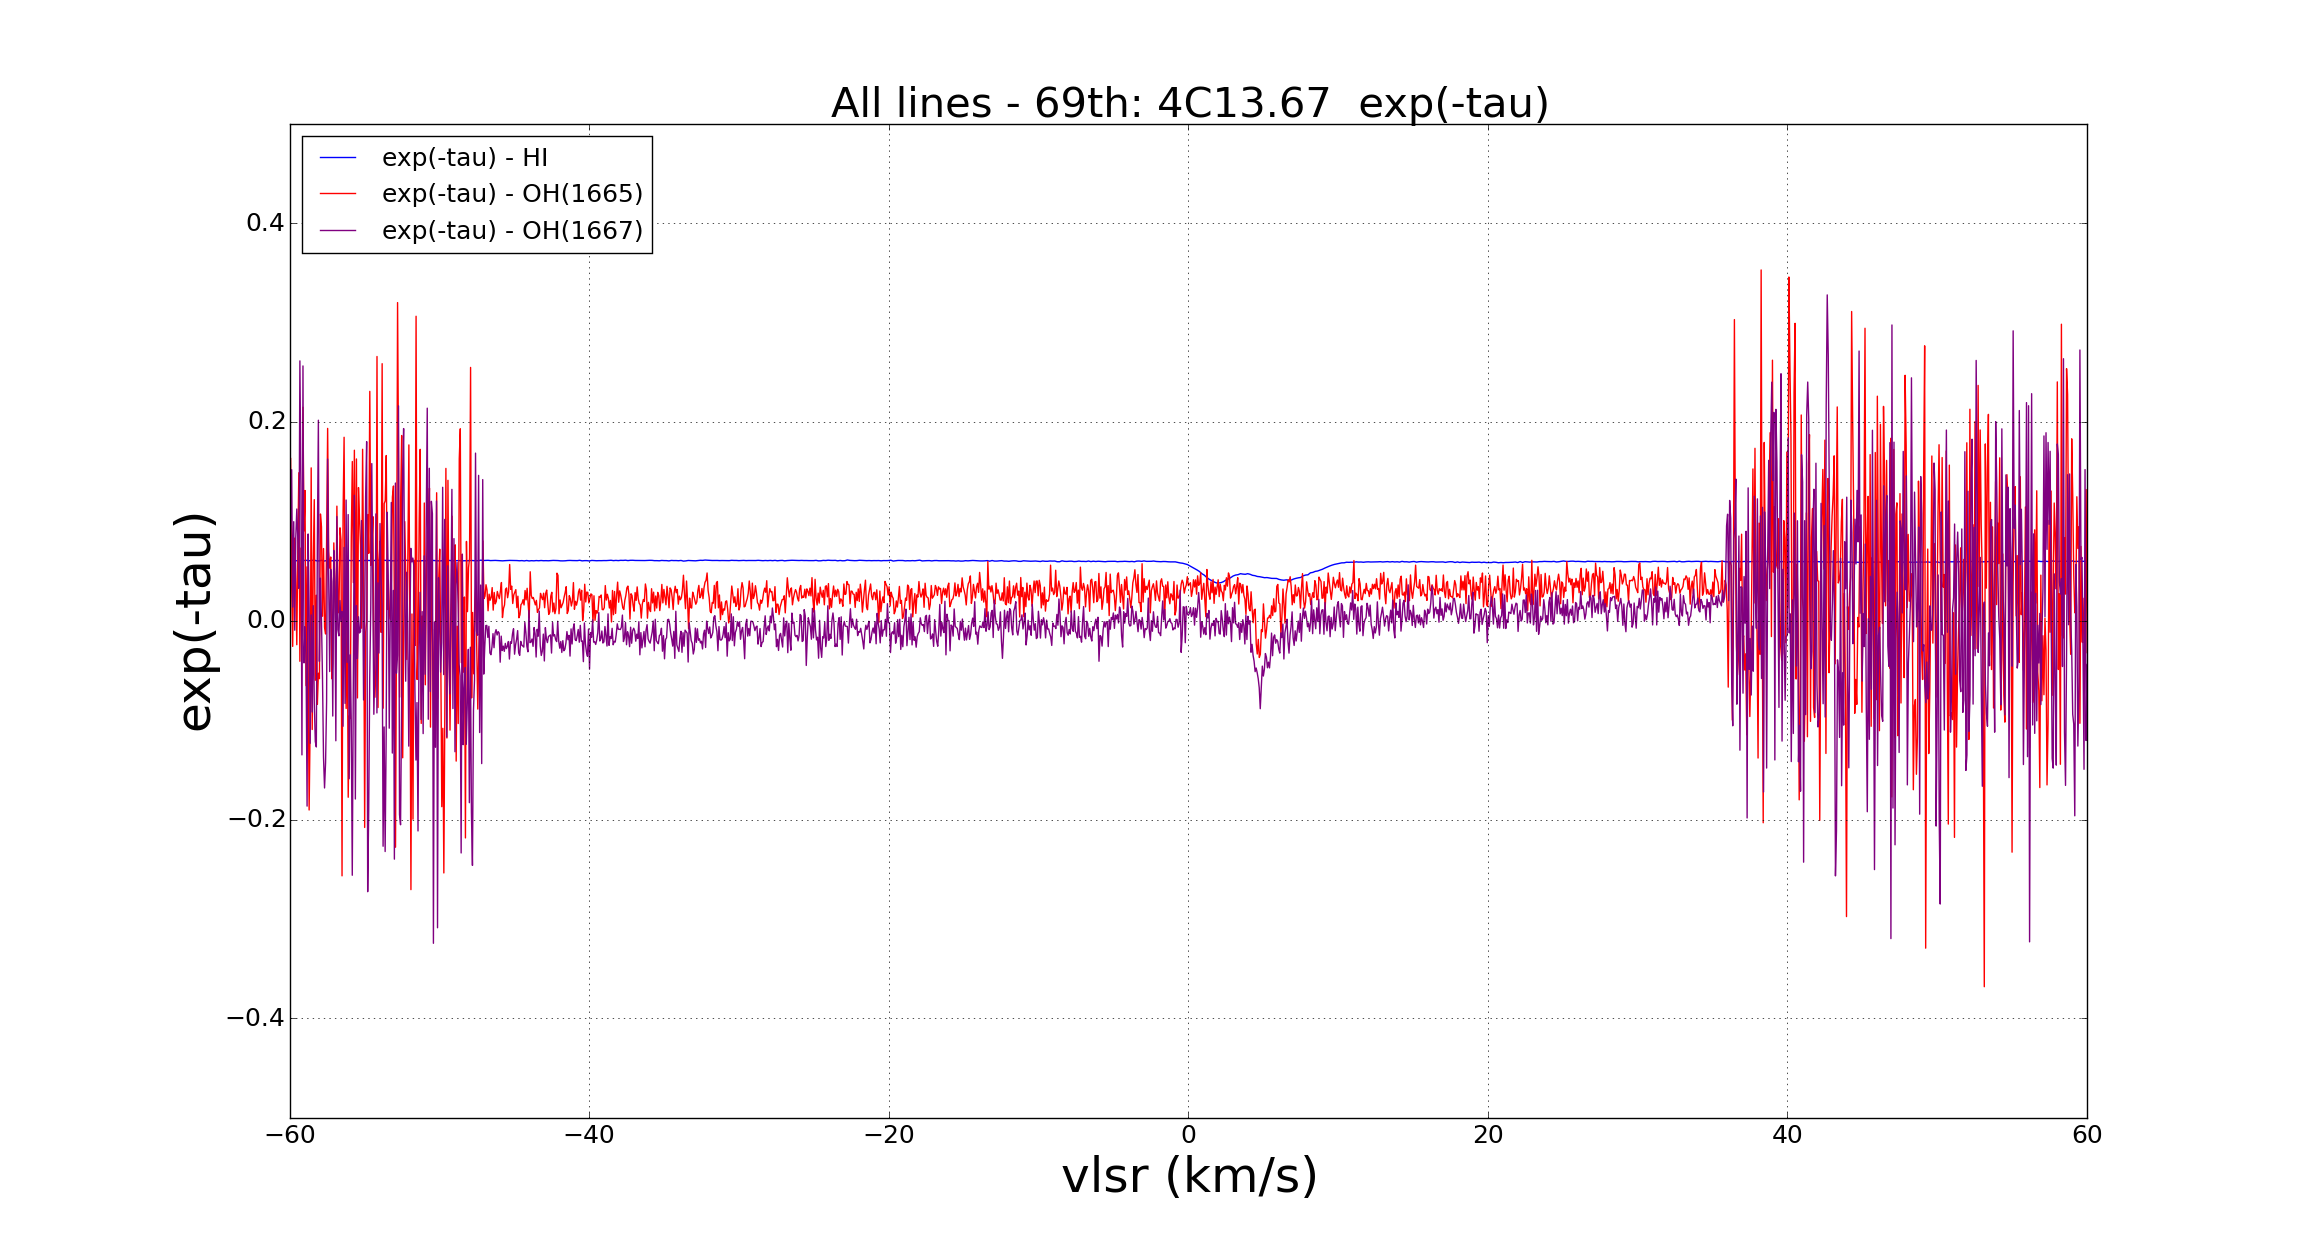 All lines - 69th: 4C13.67  exp(-tau)
exp(-tau) - HI
exp(-tau) - OH(1665)
exp(-tau) - OH(1667)
0.4
0.2
0.0
−0.2
−0.4
exp(-tau)
−60
−40
−20
0
20
40
60
vlsr (km/s)